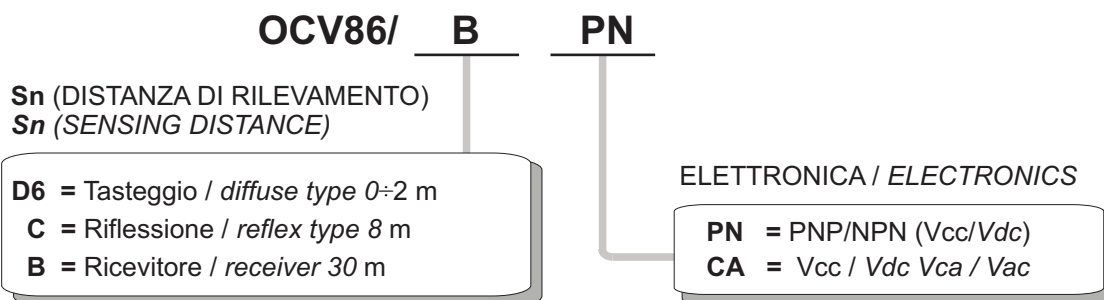 OCV86/ B PN
Sn (DISTANZA DI RILEVAMENTO)
Sn (SENSING DISTANCE)
D6 = Tasteggio / diffuse type 0÷2 m
C = Riflessione / reflex type 8 m
B = Ricevitore / receiver 30 m
ELETTRONICA / ELECTRONICS
PN = PNP/NPN (Vcc/Vdc)
CA = Vcc / Vdc Vca / Vac